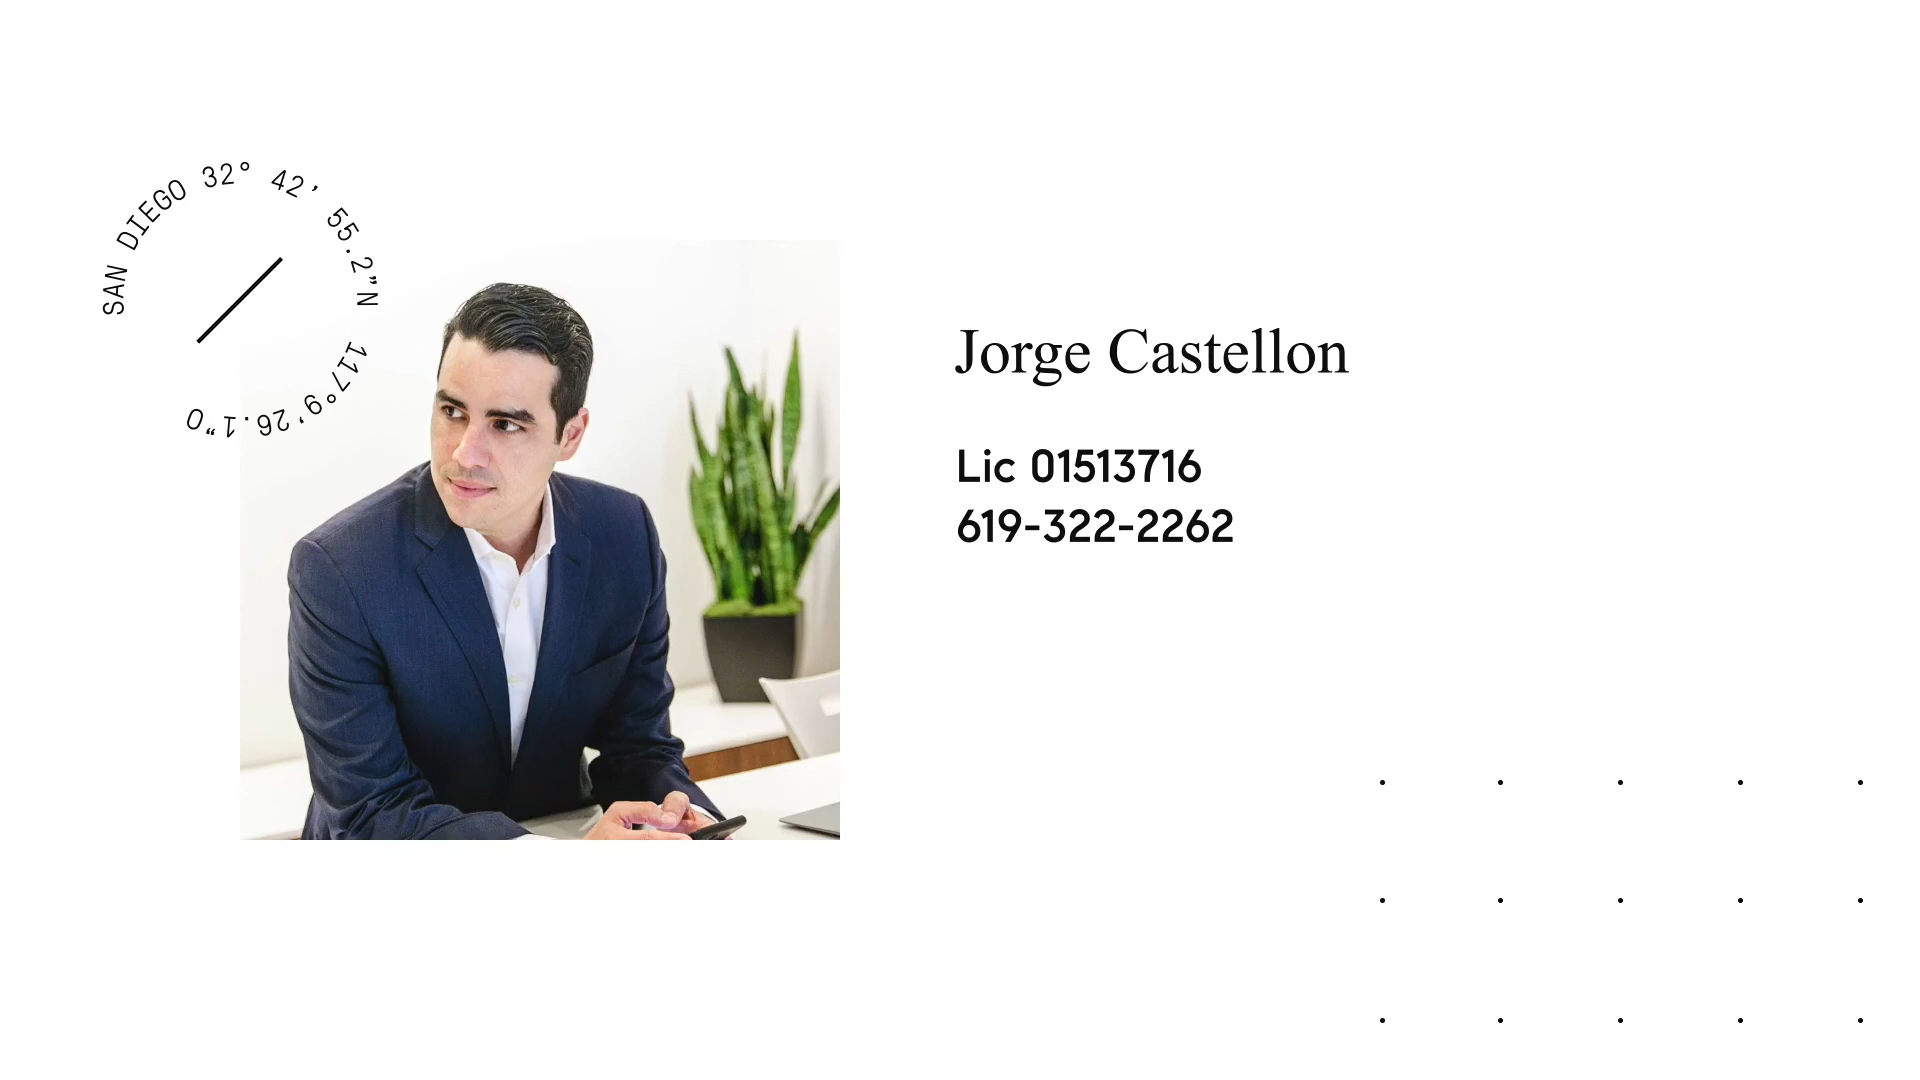 SAN DIEGO 32° 42’ 55.2”N 117°9’26.1”O
Jorge Castellon
Lic 01513716
619-322-2262